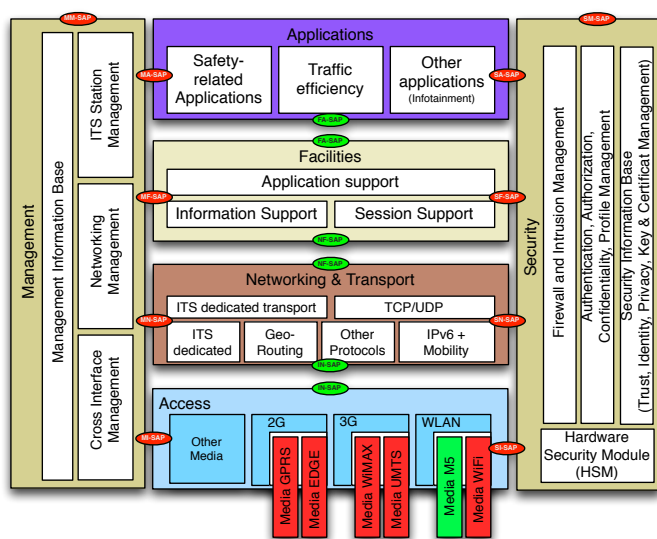 MM-SAP
SM-SAP
Management
Management Information Base
ITS Station
Management
Networking
Management
Cross Interface
Management
MA-SAP
MF-SAP
MN-SAP
MI-SAP
Applications
Safety-
related
Applications
Traffic
efficiency
Other
applications
(Infotainment)
FA-SAP
FA-SAP
Facilities
Application support
Information Support
Session Support
NF-SAP
NF-SAP
Networking & Transport
ITS dedicated transport
TCP/UDP
ITS
dedicated
Geo-
Routing
Other
Protocols
IPv6 +
Mobility
IN-SAP
IN-SAP
Access
Other
Media
2G
Media GPRS
Media EDGE
3G
Media WiMAX
Media UMTS
WLAN
Media M5
Media WiFi
SA-SAP
SF-SAP
SN-SAP
SI-SAP
Security
Firewall and Intrusion Management
Authentication, Authorization,
Confidentiality, Profile Management
Security Information Base
(Trust, Identity, Privacy, Key & Certificat Management)
Hardware
Security Module
(HSM)